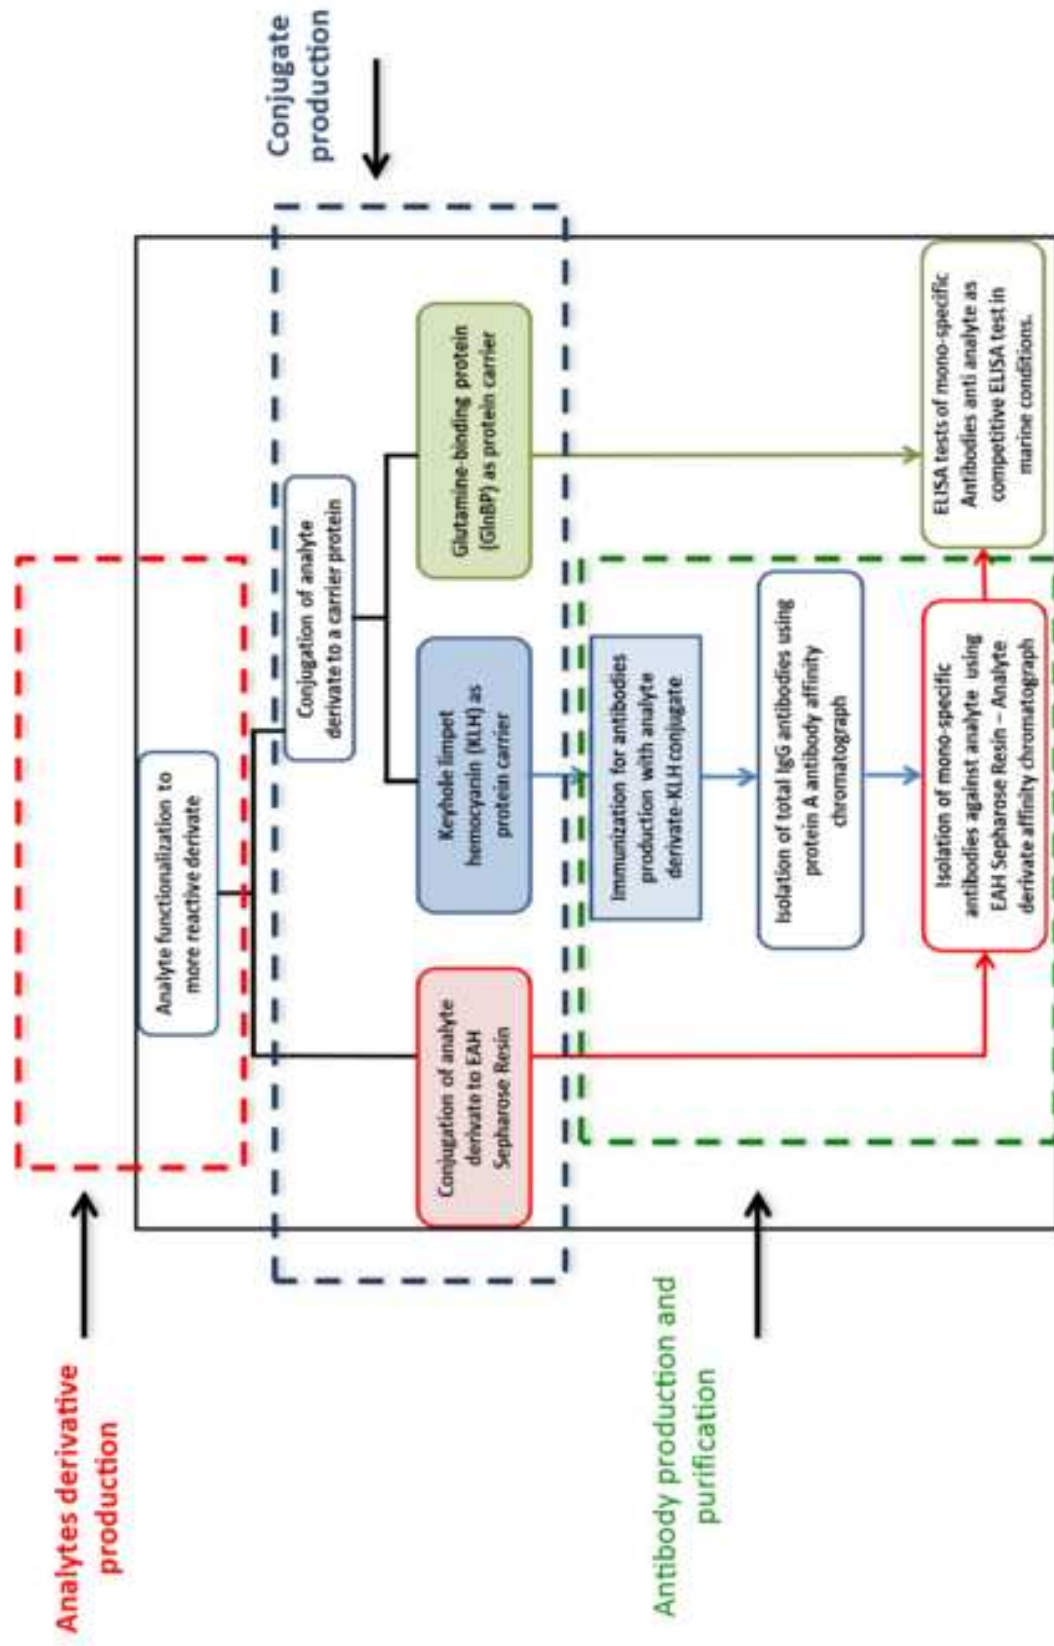 Analytes derivative
production
Analyte functionalization to
more reactive derivate
Conjugate
production
Conjugation of analyte
derivate to a carrier protein
Conjugation of analyte
derivate to EAH
Sepharose Resin
Keyhole limpet
hemocyanin (KLH) as
protein carrier
Glutamine-binding protein
(GlnBP) as protein carrier
Antibody production and
purification
Immunization for antibodies
production with analyte
derivate-KLH conjugate
Isolation of total IgG antibodies using
protein A antibody affinity
chromatograph
Isolation of mono-specific
antibodies against analyte using
EAH Sepharose Resin – Analyte
derivate affinity chromatograph
ELISA tests of mono-specific
Antibodies anti analyte as
competitive ELISA test in
marine conditions.